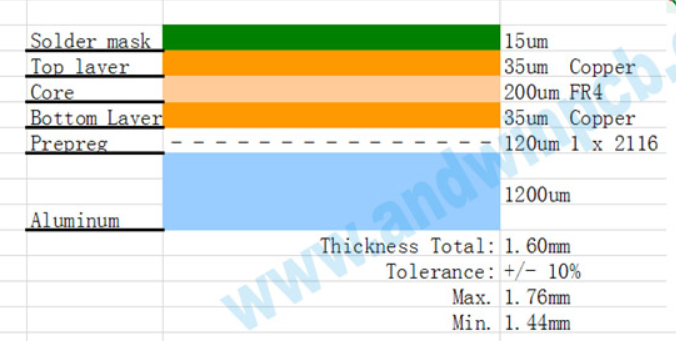 Solder mask 15um
Top layer 35um Copper
Core 200um FR4
Bottom Layer 35um Copper
Prepreg 120um 1 x 2116
1200um
Aluminum
Thickness Total: 1.60mm
Tolerance: +/- 10%
Max. 1.76mm
Min. 1.44mm
www.andwinpcb.